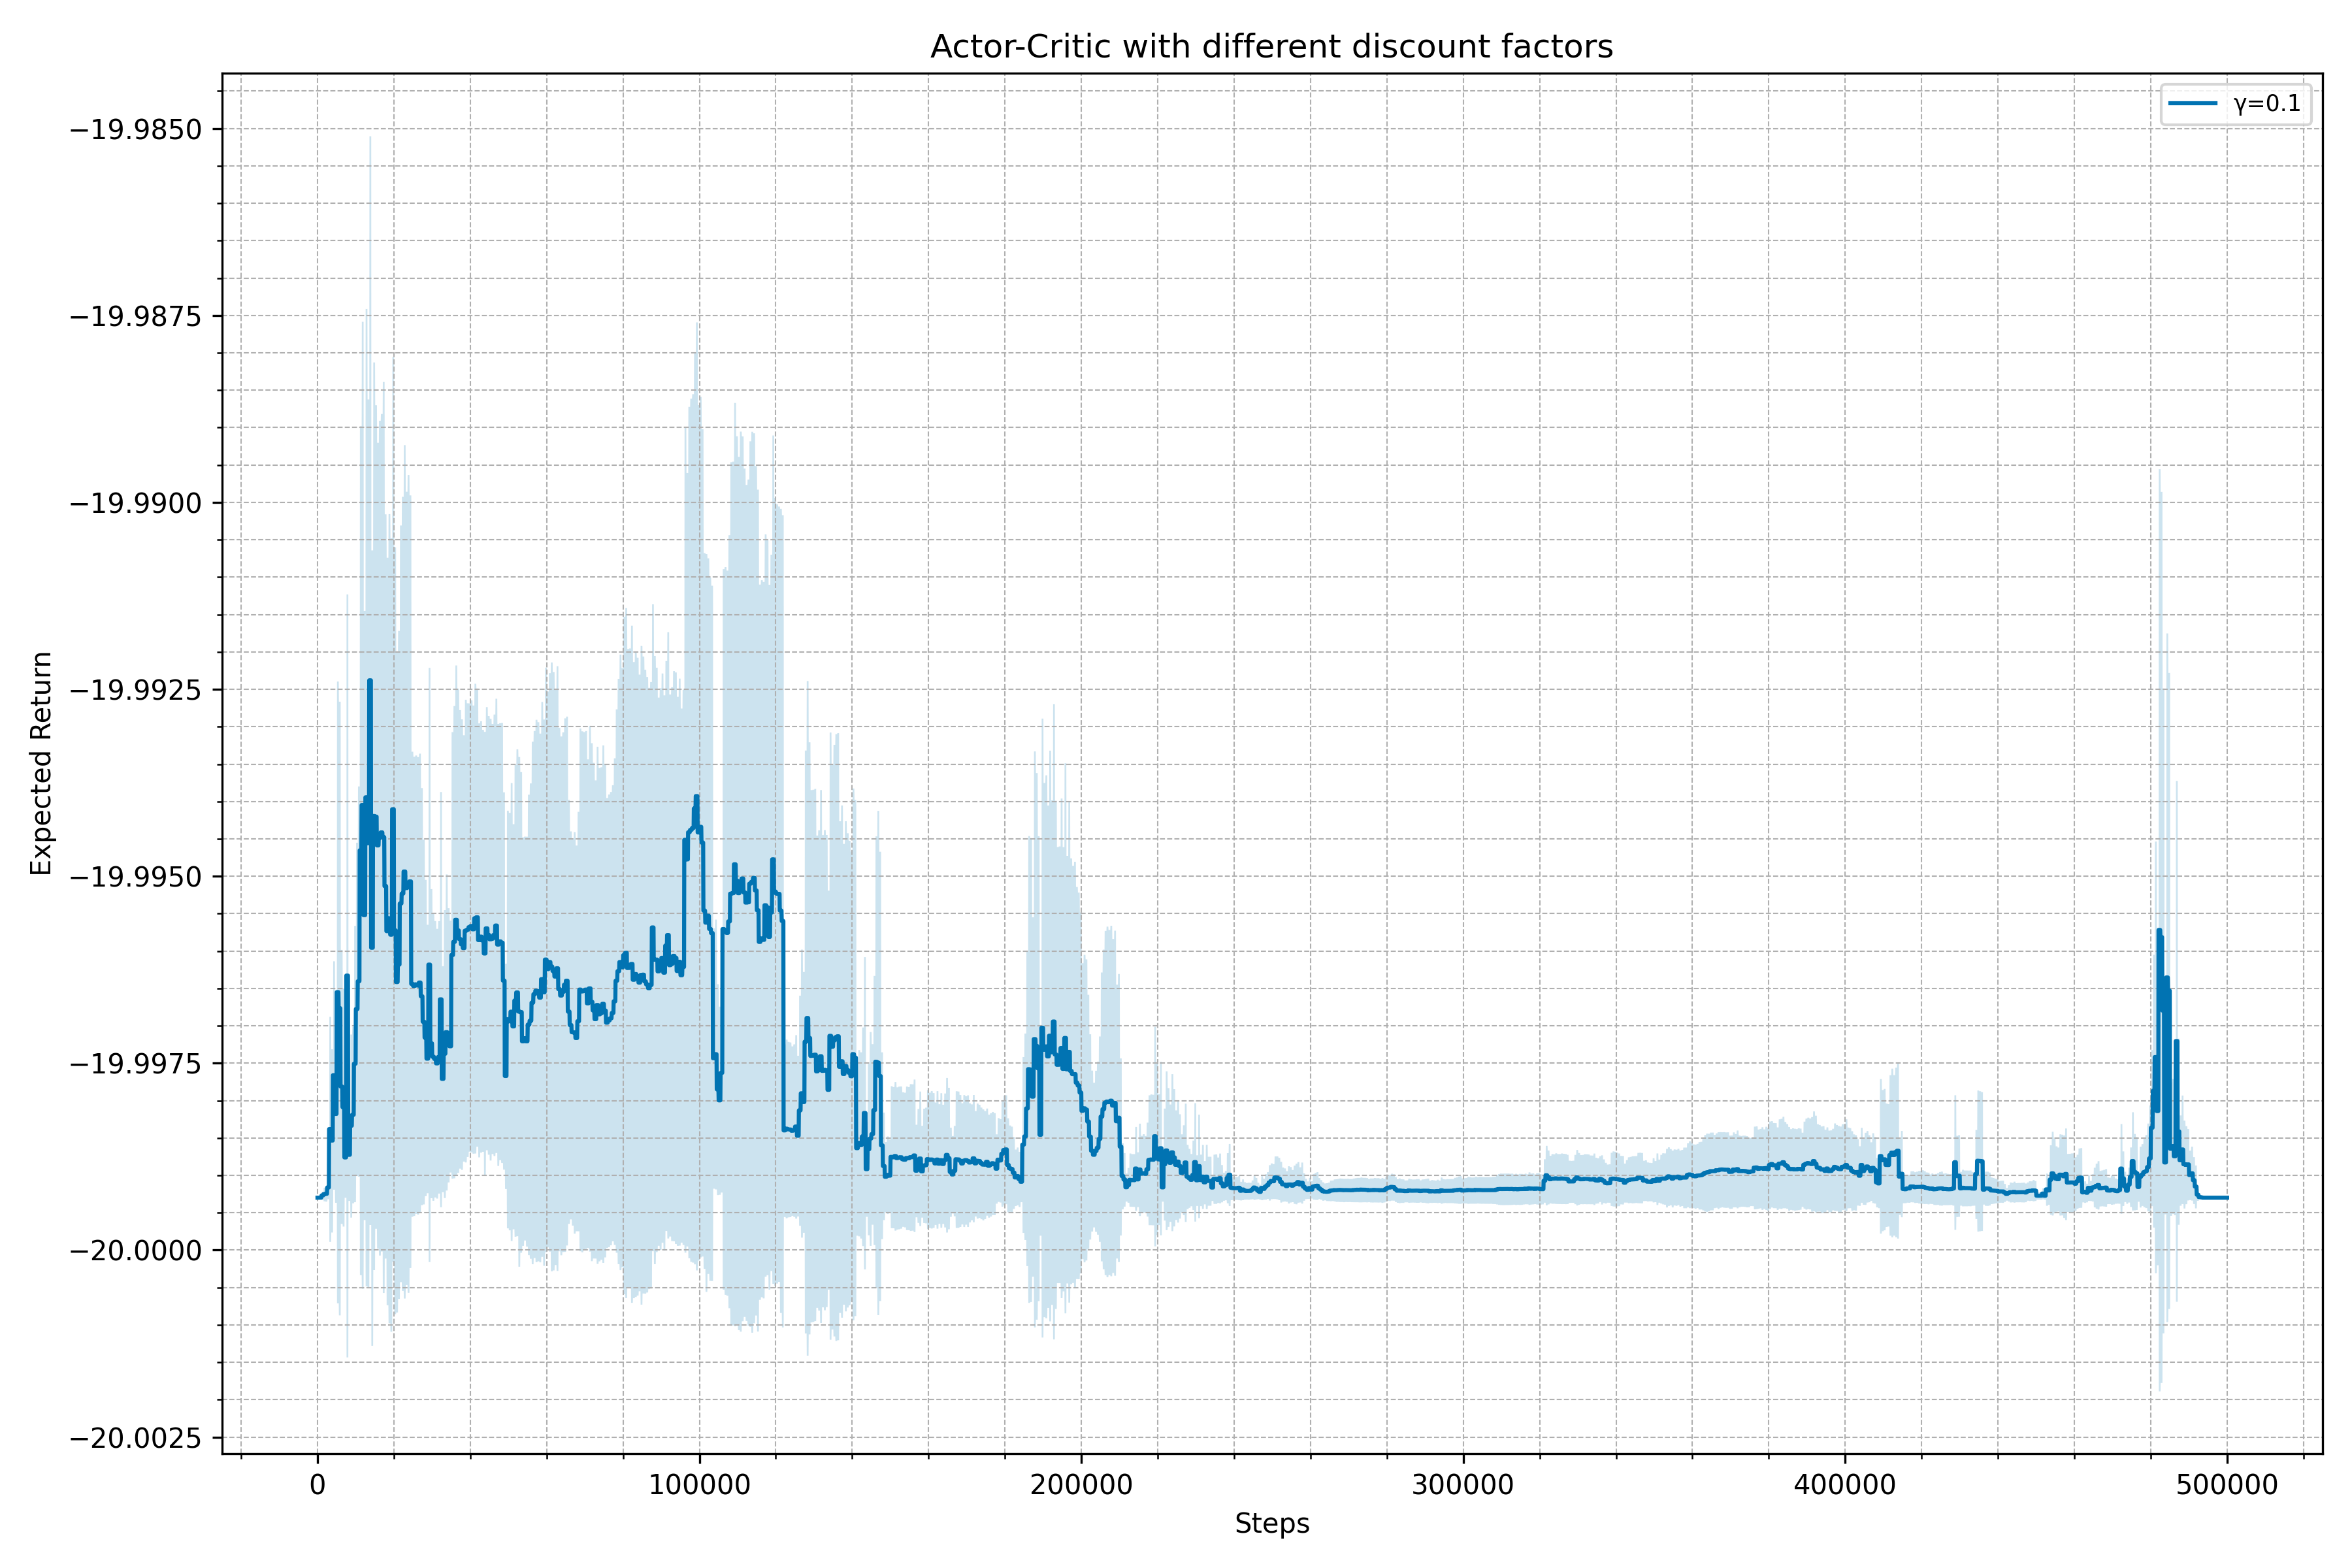 Actor-Critic with different discount factors
γ=0.1
Expected Return
−19.9850
−19.9875
−19.9900
−19.9925
−19.9950
−19.9975
−20.0000
−20.0025
0 100000 200000 300000 400000 500000
Steps